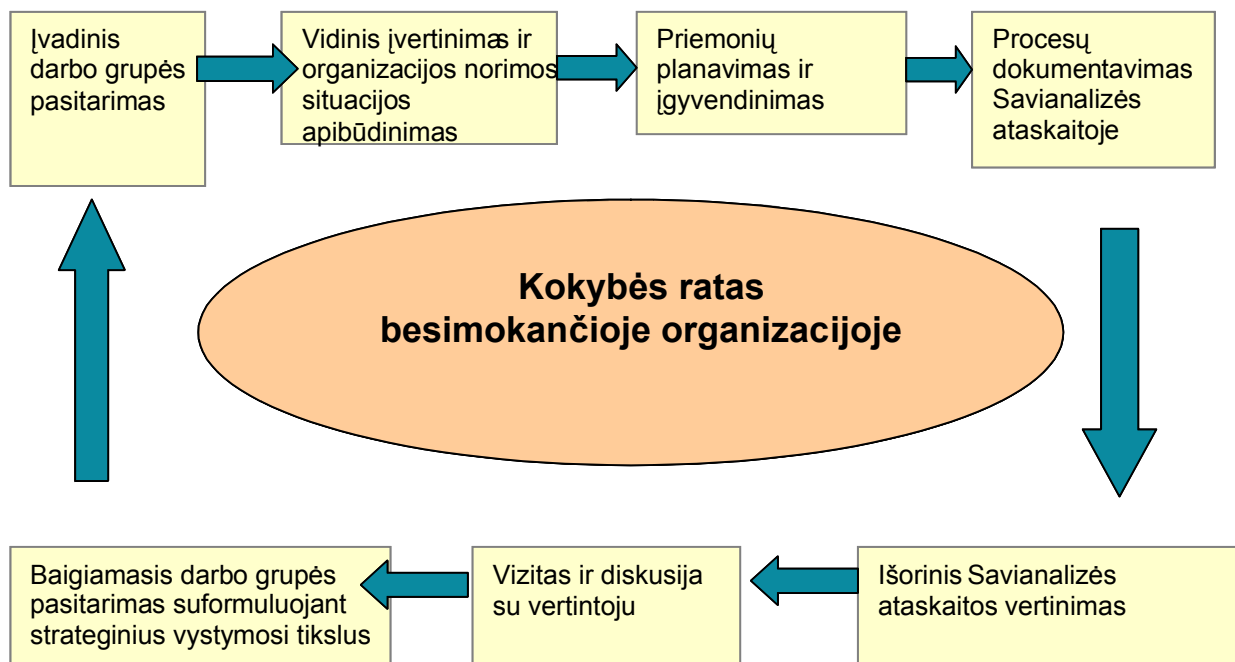 Įvadinis
darbo grupės
pasitarimas
Vidinis įvertinimas ir
organizacijos norimos
situacijos
apibūdinimas
Priemonių
planavimas ir
įgyvendinimas
Procesų
dokumentavimas
Savianalizės
ataskaitoje
Kokybės ratas
besimokančioje organizacijoje
Baigiamasis darbo grupės
pasitarimas suformuluojant
strateginius vystymosi tikslus
Vizitas ir diskusija
su vertintoju
Išorinis Savianalizės
ataskaitos vertinimas